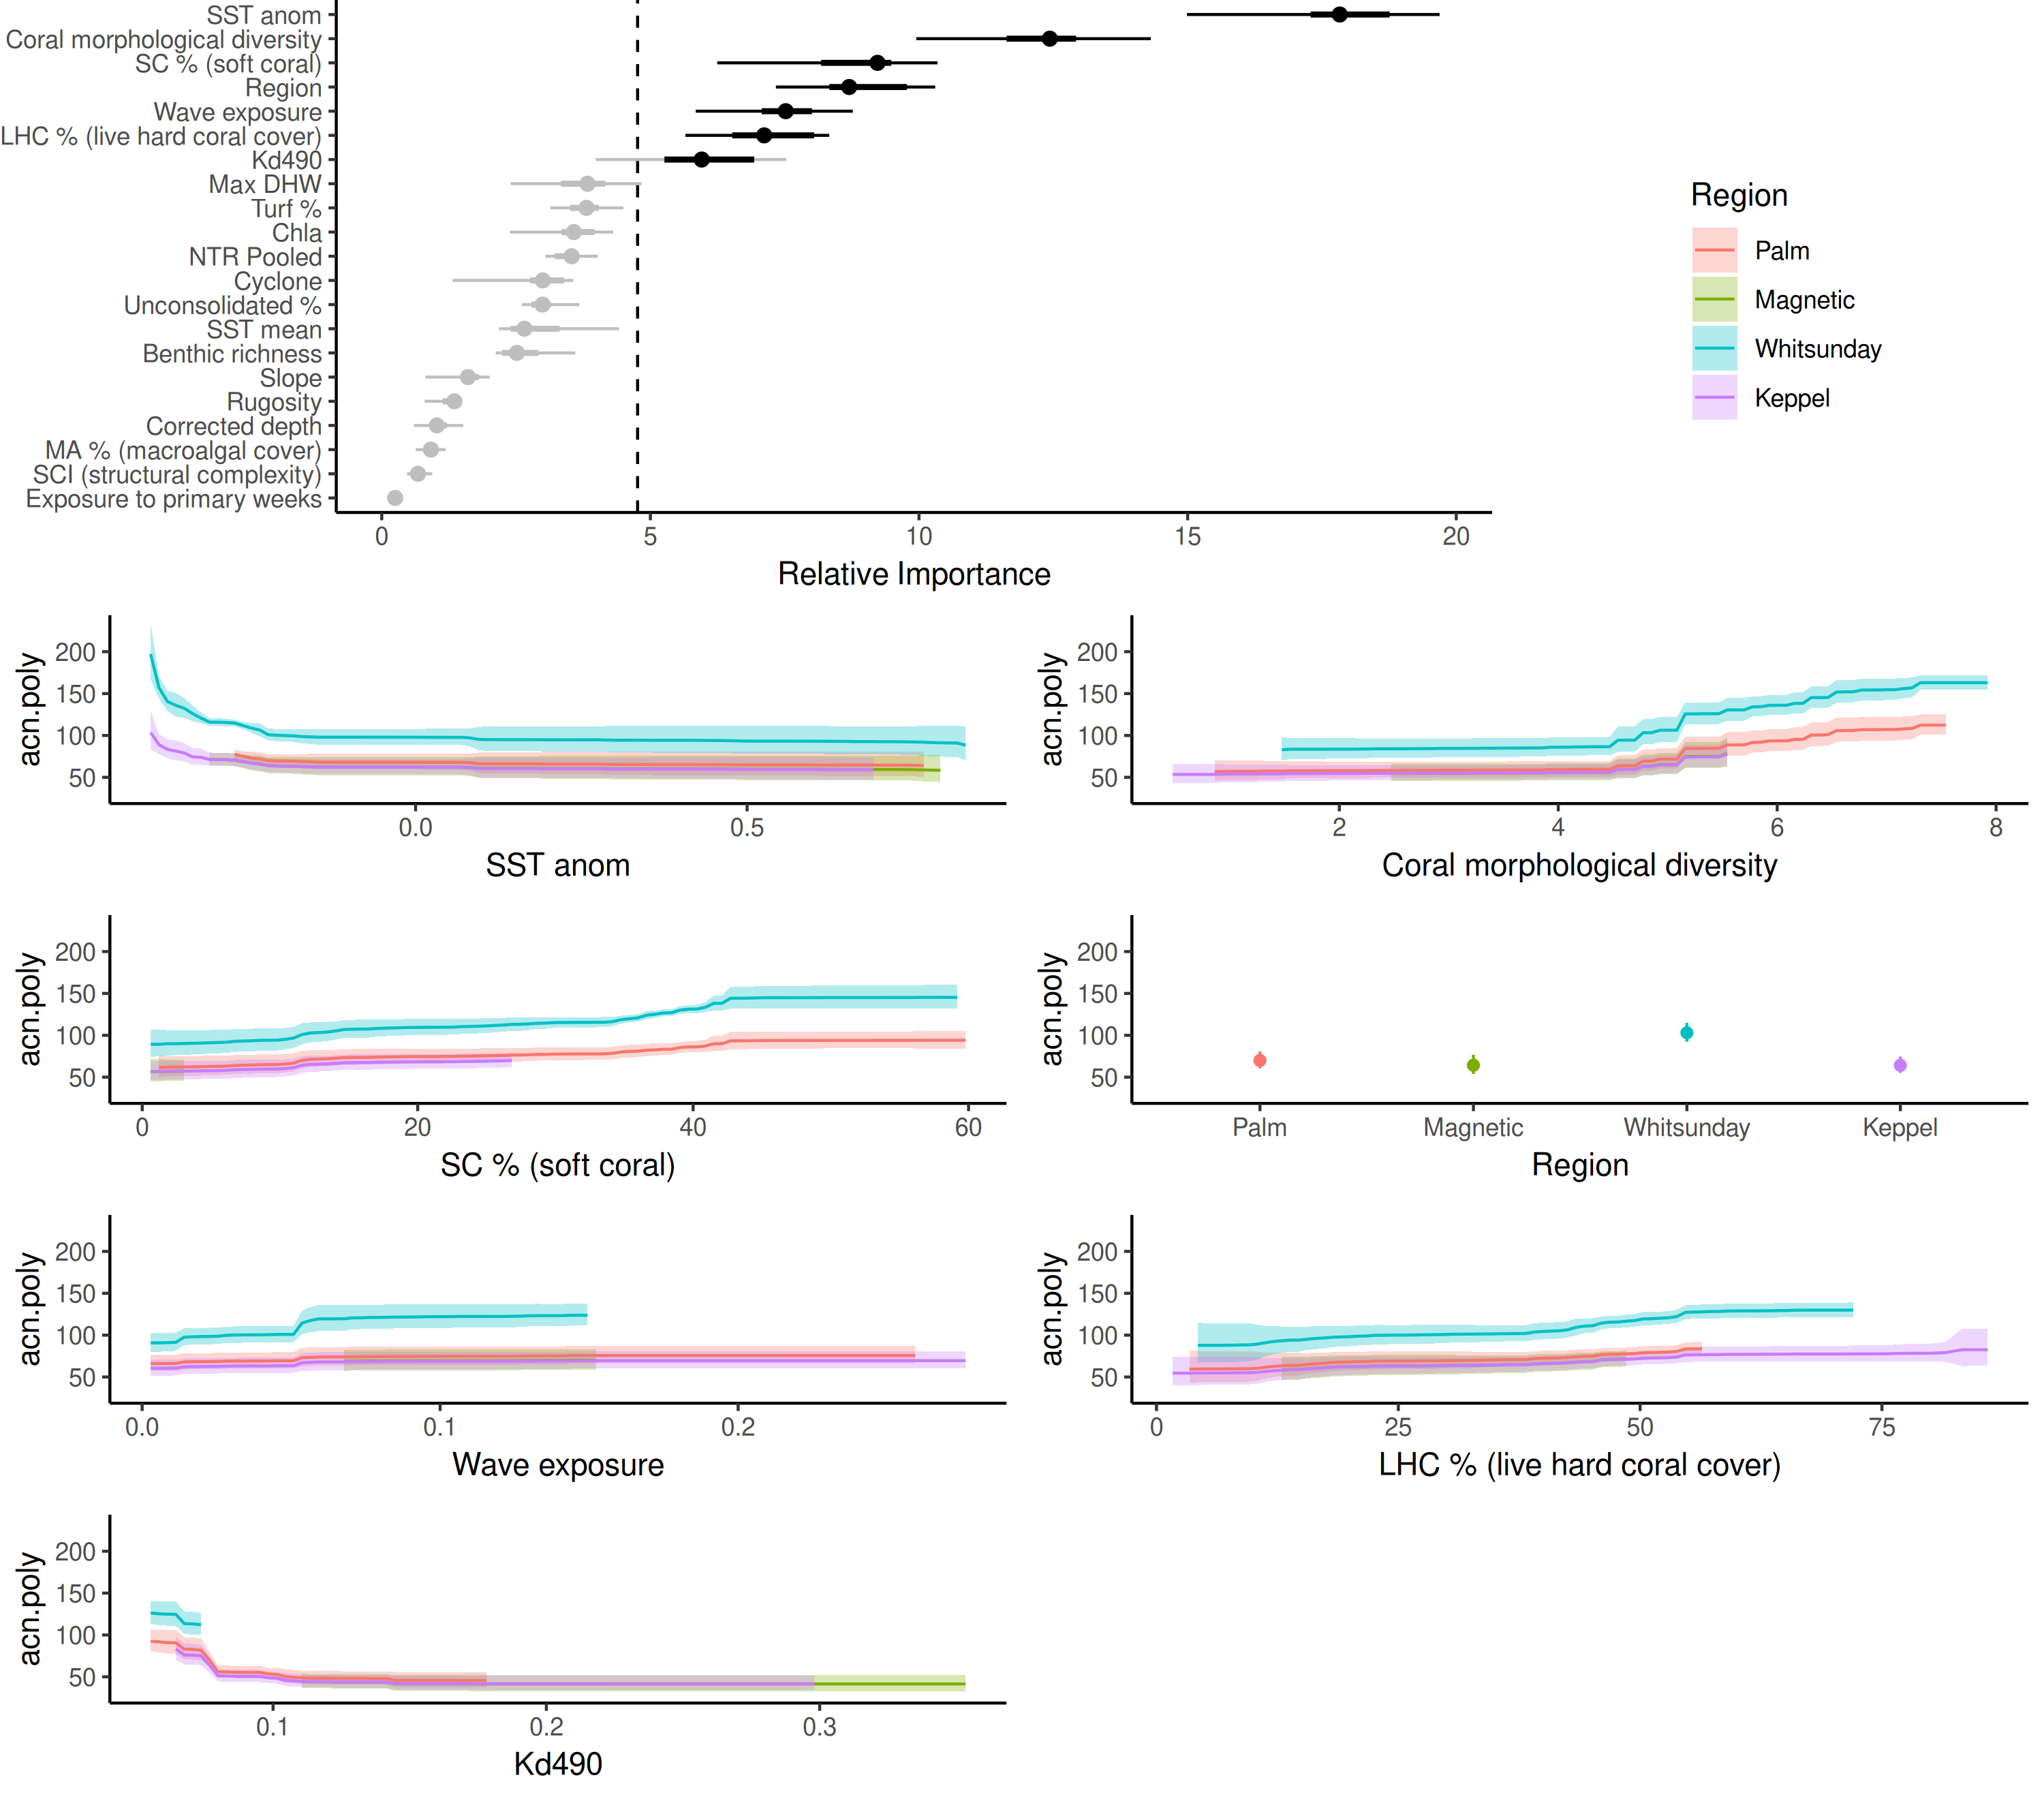 SST anom
Coral morphological diversity
SC % (soft coral)
Region
Wave exposure
LHC % (live hard coral cover)
Kd490
Max DHW
Turf %
Chla
NTR Pooled
Cyclone
Unconsolidated %
SST mean
Benthic richness
Slope
Rugosity
Corrected depth
MA % (macroalgal cover)
SCI (structural complexity)
Exposure to primary weeks
0 5 10 15 20
Relative Importance
Region
Palm
Magnetic
Whitsunday
Keppel
acn.poly
200
150
100
50
0.0 0.5
SST anom
acn.poly
200
150
100
50
2 4 6 8
Coral morphological diversity
acn.poly
200
150
100
50
0 20 40 60
SC % (soft coral)
acn.poly
200
150
100
50
Palm Magnetic Whitsunday Keppel
Region
acn.poly
200
150
100
50
0.0 0.1 0.2
Wave exposure
acn.poly
200
150
100
50
0 25 50 75
LHC % (live hard coral cover)
acn.poly
200
150
100
50
0.1 0.2 0.3
Kd490